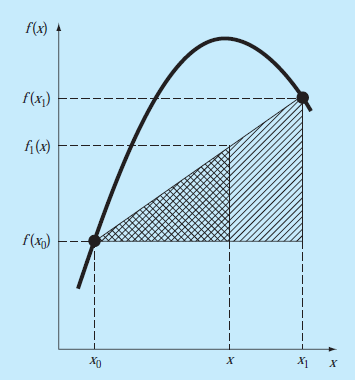 f(x)
f(x₁)
f₁(x)
f(x₀)
x₀ x x₁ x